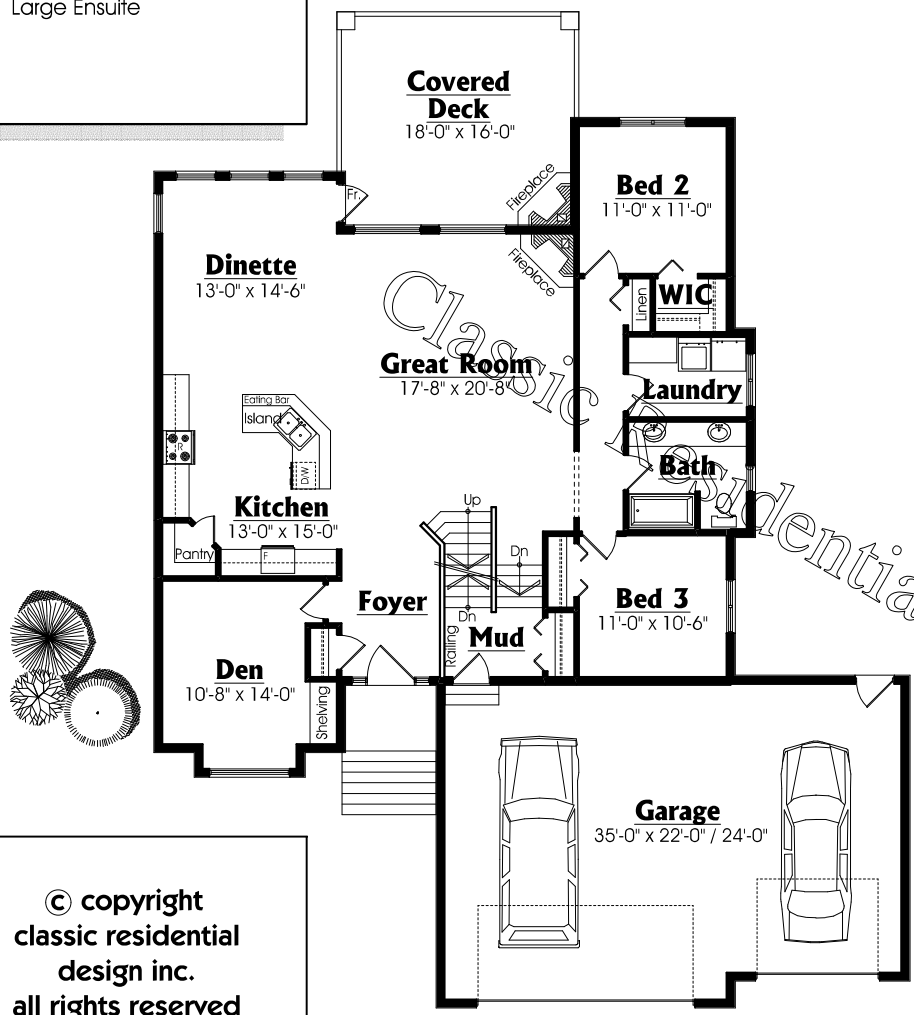 Large Ensuite
Covered
Deck
18'-0" x 16'-0"
Fireplace
Bed 2
11'-0" x 11'-0"
Fr.
Fireplace
Dinette
13'-0" x 14'-6"
Linen
WIC
Great Room
17'-8" x 20'-8"
Laundry
Eating Bar
Island
R
D/W
Bath
Classic Residentia
Kitchen
13'-0" x 15'-0"
Up
Pantry
F
Dn
Foyer
Dn
Bed 3
11'-0" x 10'-6"
Railing
Mud
Den
10'-8" x 14'-0"
Shelving
Garage
35'-0" x 22'-0" / 24'-0"
© copyright
classic residential
design inc.
all rights reserved